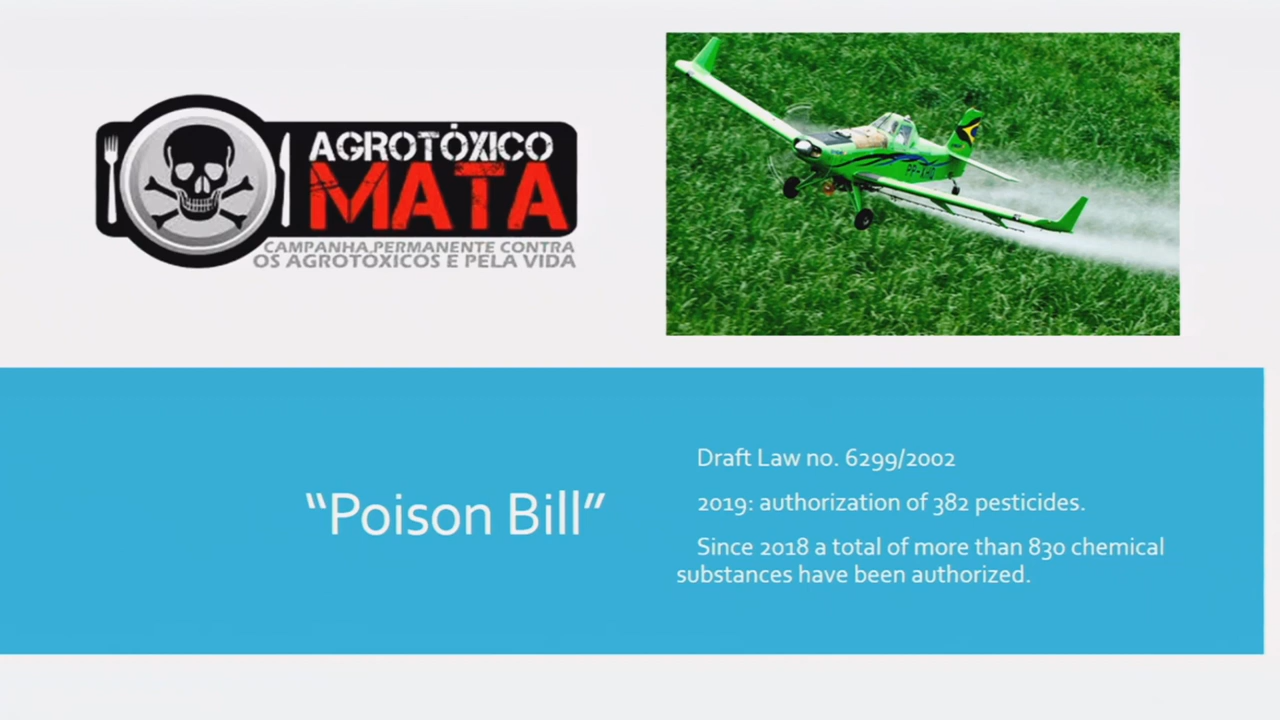 AGROTÓXICO
MATA
CAMPANHA PERMANENTE CONTRA
OS AGROTÓXICOS E PELA VIDA
“Poison Bill”
Draft Law no. 6299/2002
2019: authorization of 382 pesticides.
Since 2018 a total of more than 830 chemical
substances have been authorized.